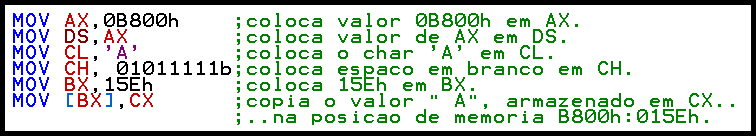 MOV AX,0B800h ;coloca valor 0B800h em AX.
MOV DS,AX ;coloca valor de AX em DS.
MOV CL,'A' ;coloca o char 'A' em CL.
MOV CH, 01011111b;coloca espaco em branco em CH.
MOV BX,15Eh ;coloca 15Eh em BX.
MOV [BX],CX ;copia o valor " A", armazenado em CX..
;..na posicao de memoria B800h:015Eh.